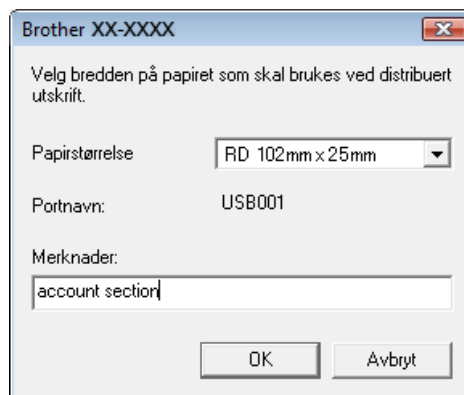 Brother XX-XXXX
Velg bredden på papiret som skal brukes ved distribuert
utskrift.
Papirstørrelse RD 102mm x 25mm
Portnavn: USB001
Merknader:
account section
OK Avbryt